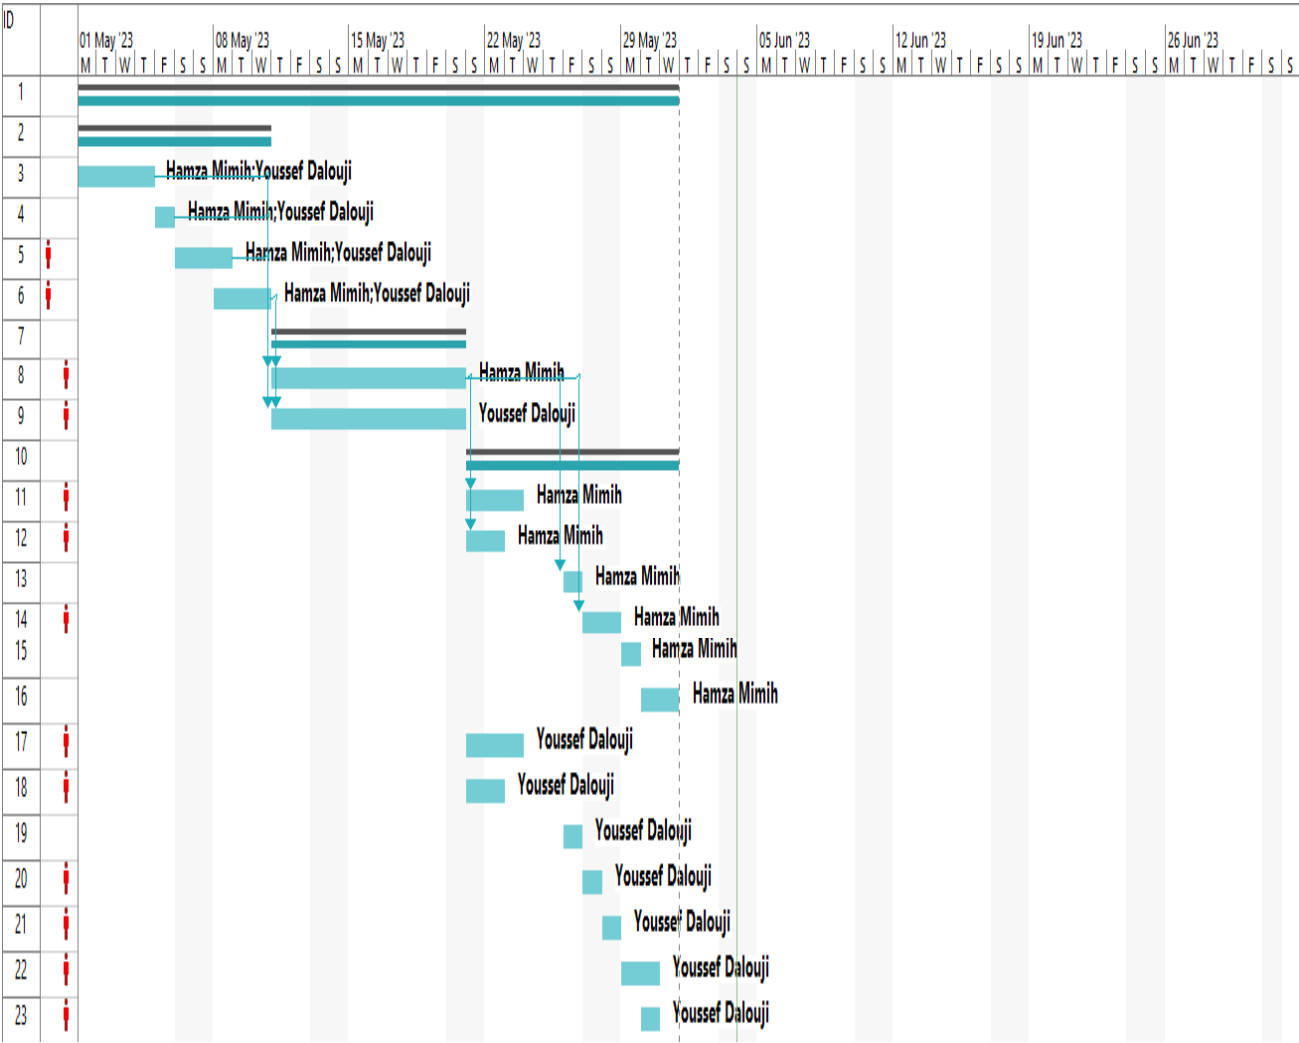 ID
01 May '23 08 May '23 15 May '23 22 May '23 29 May '23 05 Jun '23 12 Jun '23 19 Jun '23 26 Jun '23
M T W T F S S M T W T F S S M T W T F S S M T W T F S S M T W T F S S M T W T F S S M T W T F S S M T W T F S S M T W T F S S
1
2
3 Hamza Mimih;Youssef Dalouji
4 Hamza Mimih;Youssef Dalouji
5 Hamza Mimih;Youssef Dalouji
6 Hamza Mimih;Youssef Dalouji
7
8 Hamza Mimih
9 Youssef Dalouji
10
11 Hamza Mimih
12 Hamza Mimih
13 Hamza Mimih
14 Hamza Mimih
15 Hamza Mimih
16 Hamza Mimih
17 Youssef Dalouji
18 Youssef Dalouji
19 Youssef Dalouji
20 Youssef Dalouji
21 Youssef Dalouji
22 Youssef Dalouji
23 Youssef Dalouji